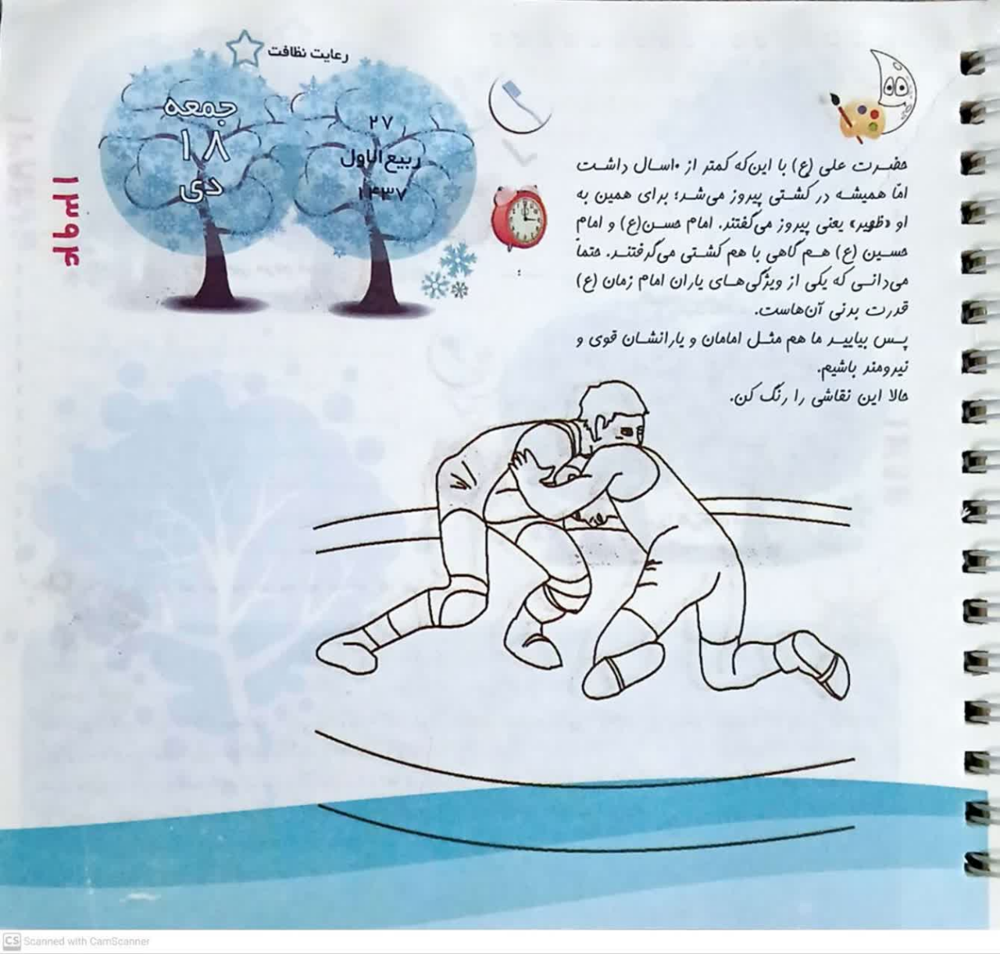 رعایت نظافت
جمعه
۱۸
دی
۲۷
ربیع‌الاول
۱۴۳۷
۱۳۹۴
حضرت علی (ع) با این‌که کمتر از ۱۰سال داشت
امّا همیشه در کشتی پیروز می‌شد؛ برای همین به
او «ظهیر» یعنی پیروز می‌گفتند. امام حسن(ع) و امام
حسین (ع) هم گاهی با هم کشتی می‌گرفتند. حتماً
می‌دانی که یکی از ویژگی‌های یاران امام زمان (ع)
قدرت بدنی آن‌هاست.
پس بیایید ما هم مثل امامان و یارانشان قوی و
نیرومند باشیم.
حالا این نقاشی را رنگ کن.
CS Scanned with CamScanner